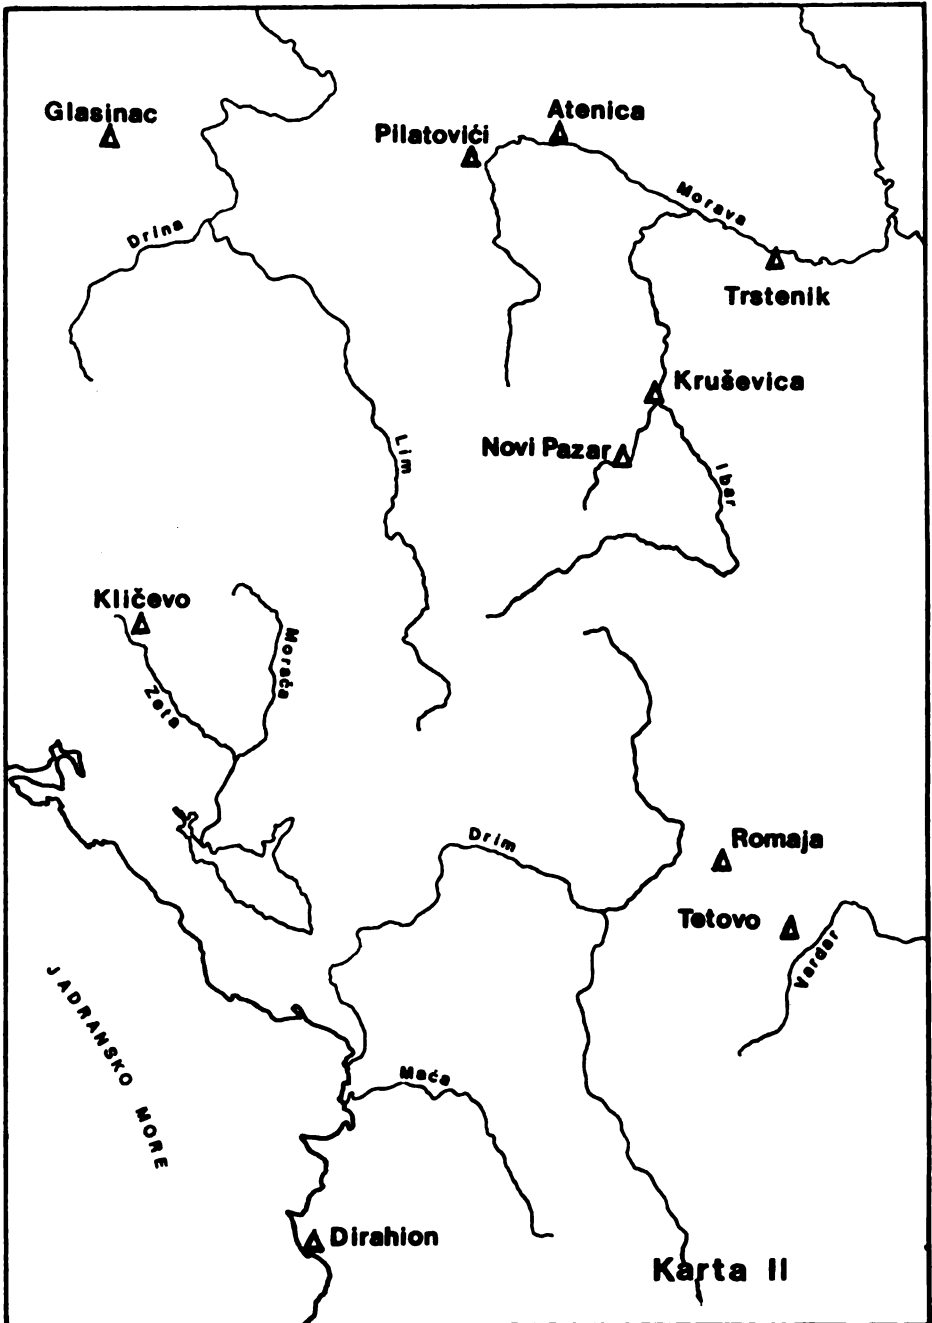 Glasinac
Atenica
Pilatovići
Morava
Drina
Trstenik
Kruševica
Novi Pazar
Lim
Ibar
Kličevo
Morača
Zeta
Drim
Romaja
Tetovo
Vardar
JADRANSKO MORE
Maća
Dirahion
Karta II